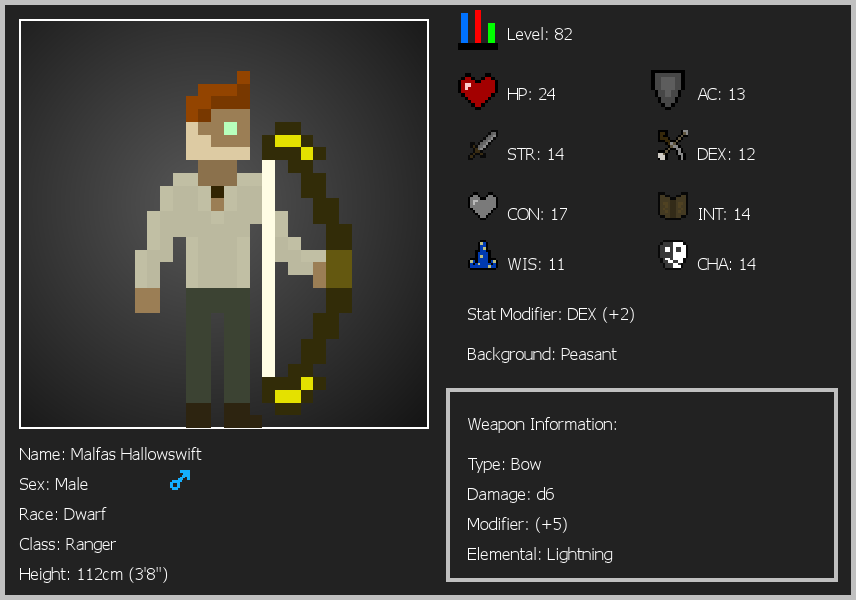 Level: 82
HP: 24
AC: 13
STR: 14
DEX: 12
CON: 17
INT: 14
WIS: 11
CHA: 14
Stat Modifier: DEX (+2)
Background: Peasant
Weapon Information:
Type: Bow
Damage: d6
Modifier: (+5)
Elemental: Lightning
Name: Malfas Hallowswift
Sex: Male
Race: Dwarf
Class: Ranger
Height: 112cm (3'8")